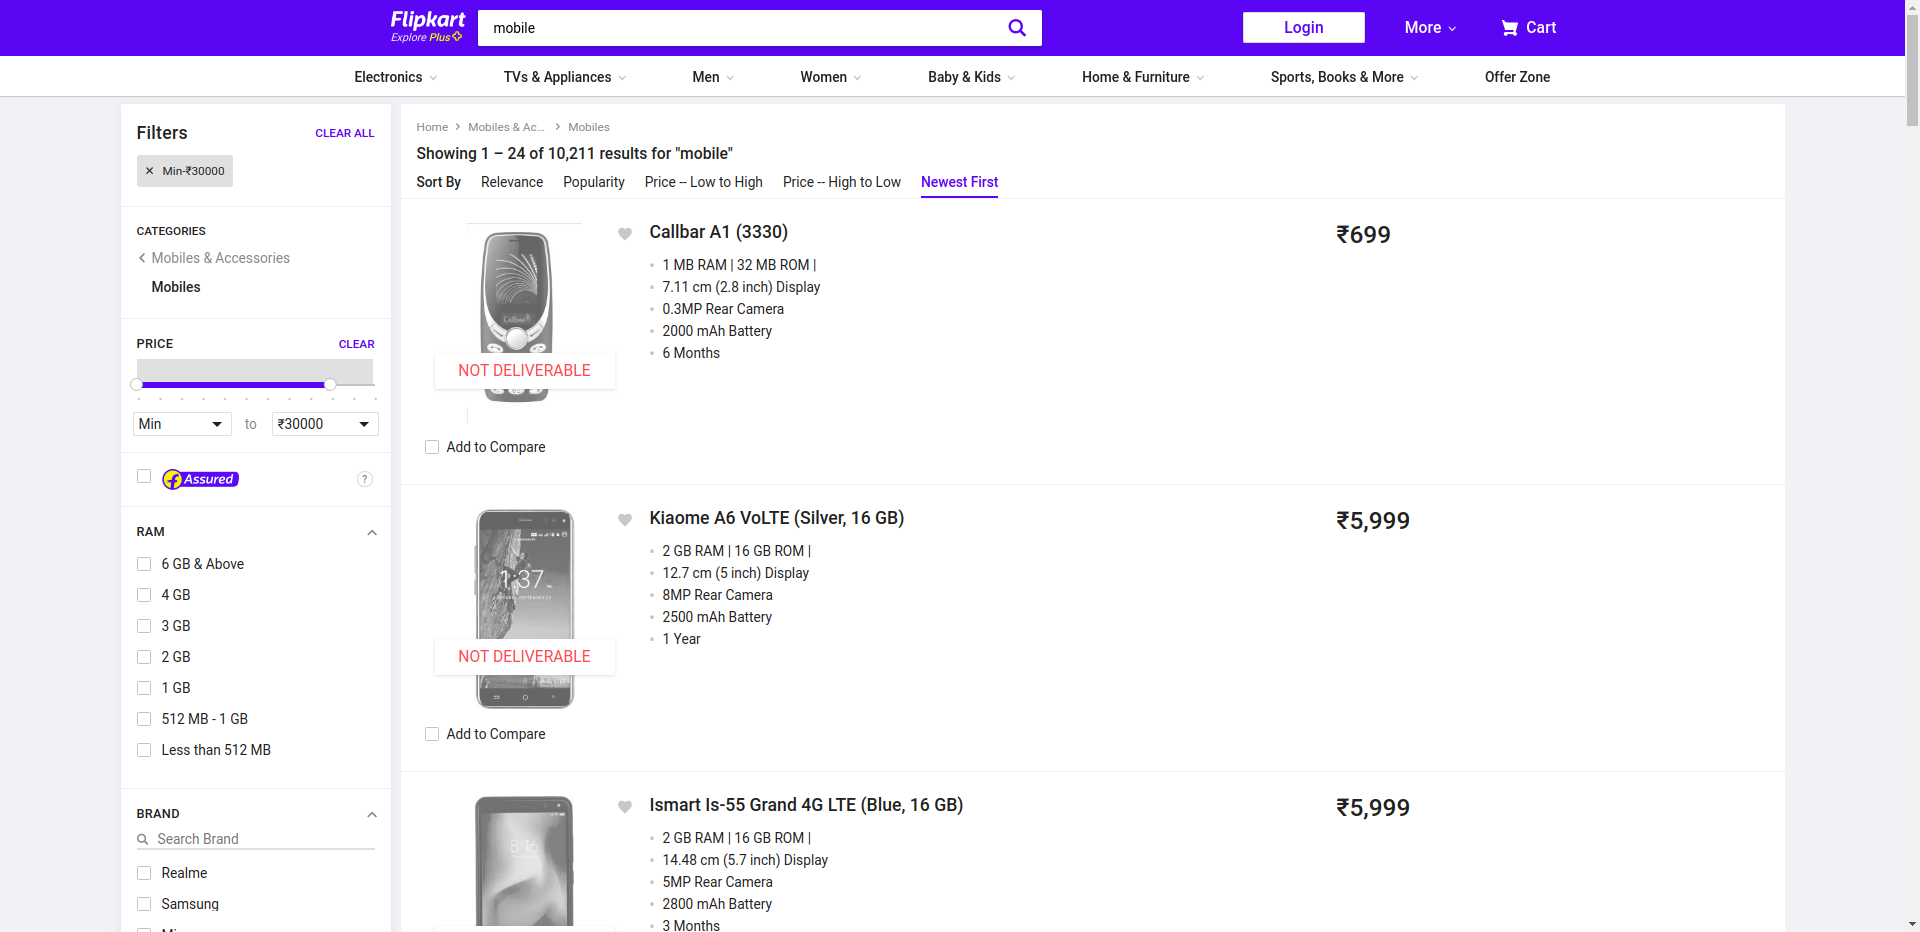 Flipkart
Explore Plus
mobile
Login
More
Cart
Electronics
TVs & Appliances
Men
Women
Baby & Kids
Home & Furniture
Sports, Books & More
Offer Zone
Filters
CLEAR ALL
✕ Min-₹30000
CATEGORIES
Mobiles & Accessories
Mobiles
PRICE
CLEAR
Min
to
₹30000
Assured
?
RAM
6 GB & Above
4 GB
3 GB
2 GB
1 GB
512 MB - 1 GB
Less than 512 MB
BRAND
Search Brand
Realme
Samsung
Home
Mobiles & Ac...
Mobiles
Showing 1 – 24 of 10,211 results for "mobile"
Sort By
Relevance
Popularity
Price -- Low to High
Price -- High to Low
Newest First
Callbar
NOT DELIVERABLE
Add to Compare
Callbar A1 (3330)
1 MB RAM | 32 MB ROM |
7.11 cm (2.8 inch) Display
0.3MP Rear Camera
2000 mAh Battery
6 Months
₹699
1:37
NOT DELIVERABLE
Add to Compare
Kiaome A6 VoLTE (Silver, 16 GB)
2 GB RAM | 16 GB ROM |
12.7 cm (5 inch) Display
8MP Rear Camera
2500 mAh Battery
1 Year
₹5,999
8:16
Ismart Is-55 Grand 4G LTE (Blue, 16 GB)
2 GB RAM | 16 GB ROM |
14.48 cm (5.7 inch) Display
5MP Rear Camera
2800 mAh Battery
3 Months
₹5,999